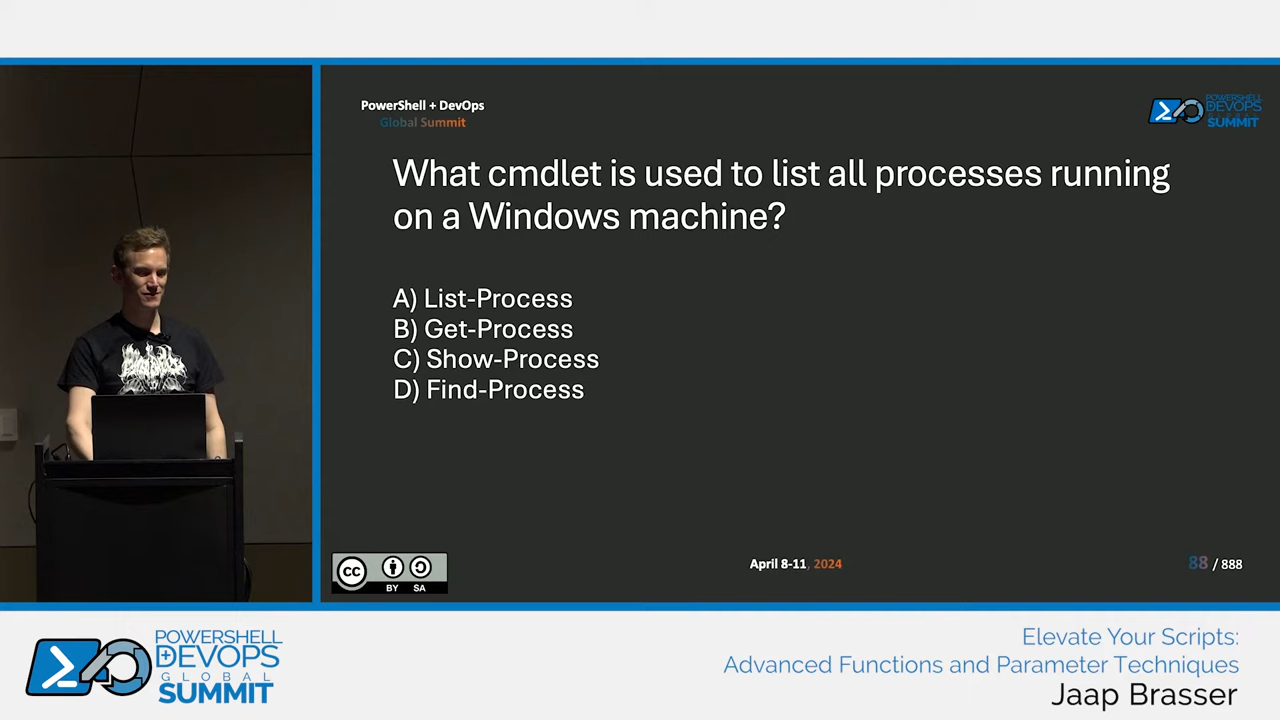 PowerShell + DevOps
Global Summit
POWERSHELL
DEVOPS
GLOBAL
SUMMIT
What cmdlet is used to list all processes running
on a Windows machine?
A) List-Process
B) Get-Process
C) Show-Process
D) Find-Process
CC
BY SA
April 8-11, 2024
88 / 888
POWERSHELL
+DEVOPS
GLOBAL
SUMMIT
Elevate Your Scripts:
Advanced Functions and Parameter Techniques
Jaap Brasser